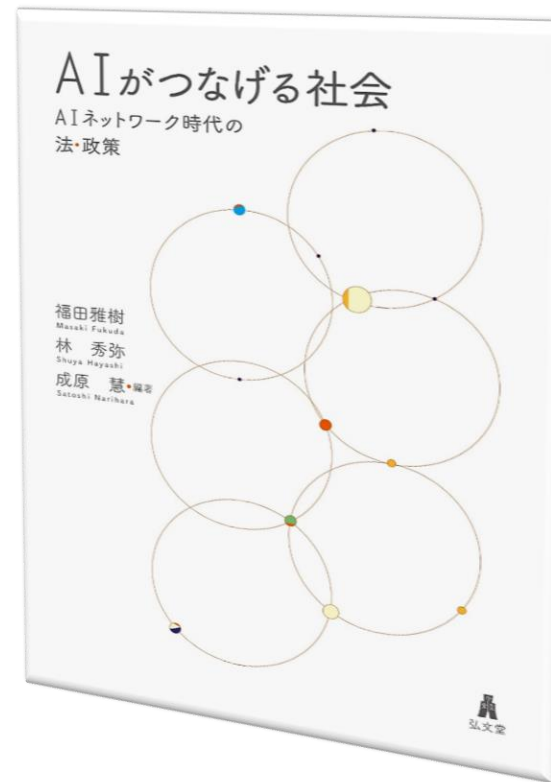 AIがつなげる社会
AIネットワーク時代の
法・政策
福田雅樹
Masaki Fukuda
林 秀弥
Shuya Hayashi
成原 慧・編著
Satoshi Narihara
弘文堂